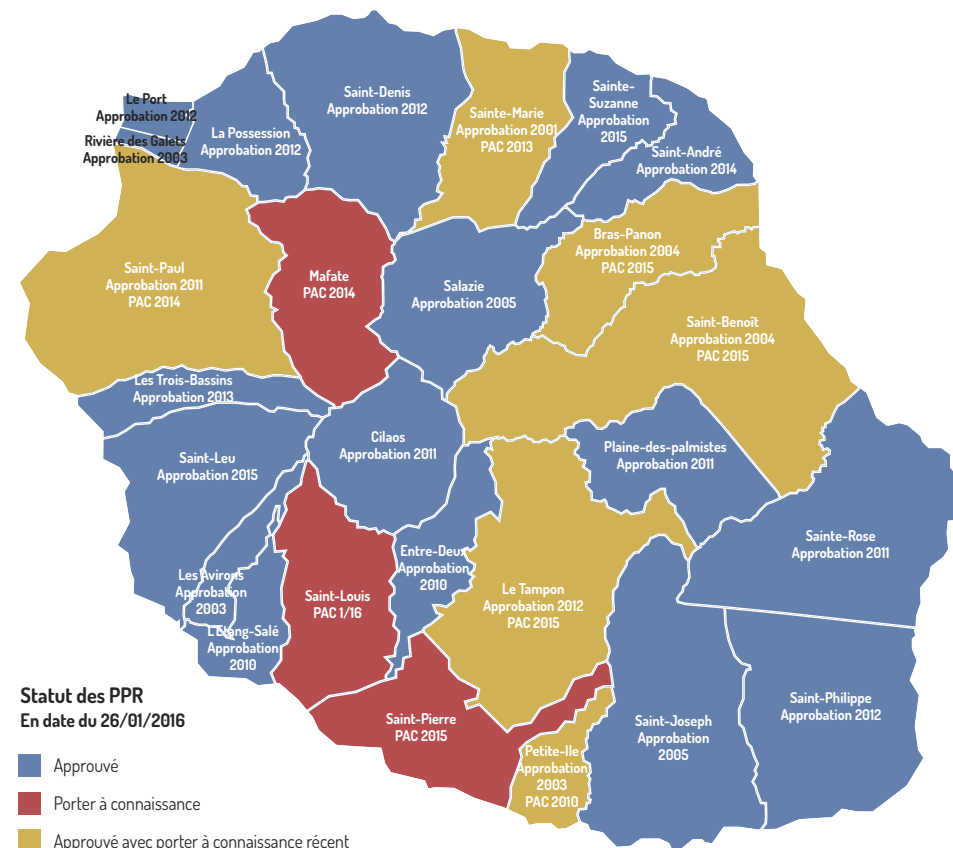 Saint-Denis
Approbation 2012
Sainte-Marie
Approbation 2001
PAC 2013
Sainte-
Suzanne
Approbation
2015
Le Port
Approbation 2012
La Possession
Approbation 2012
Rivière des Galets
Approbation 2003
Saint-André
Approbation 2014
Bras-Panon
Approbation 2004
PAC 2015
Saint-Paul
Approbation 2011
PAC 2014
Mafate
PAC 2014
Salazie
Approbation 2005
Saint-Benoît
Approbation 2004
PAC 2015
Les Trois-Bassins
Approbation 2013
Cilaos
Approbation 2011
Plaine-des-palmistes
Approbation 2011
Saint-Leu
Approbation 2015
Sainte-Rose
Approbation 2011
Entre-Deux
Approbation
2010
Les Avirons
Approbation
2003
Saint-Louis
PAC 1/16
Le Tampon
Approbation 2012
PAC 2015
L'Etang-Salé
Approbation
2010
Saint-Philippe
Approbation 2012
Saint-Pierre
PAC 2015
Saint-Joseph
Approbation
2005
Petite-Ile
Approbation
2003
PAC 2010
Statut des PPR
En date du 26/01/2016
Approuvé
Porter à connaissance
Approuvé avec porter à connaissance récent